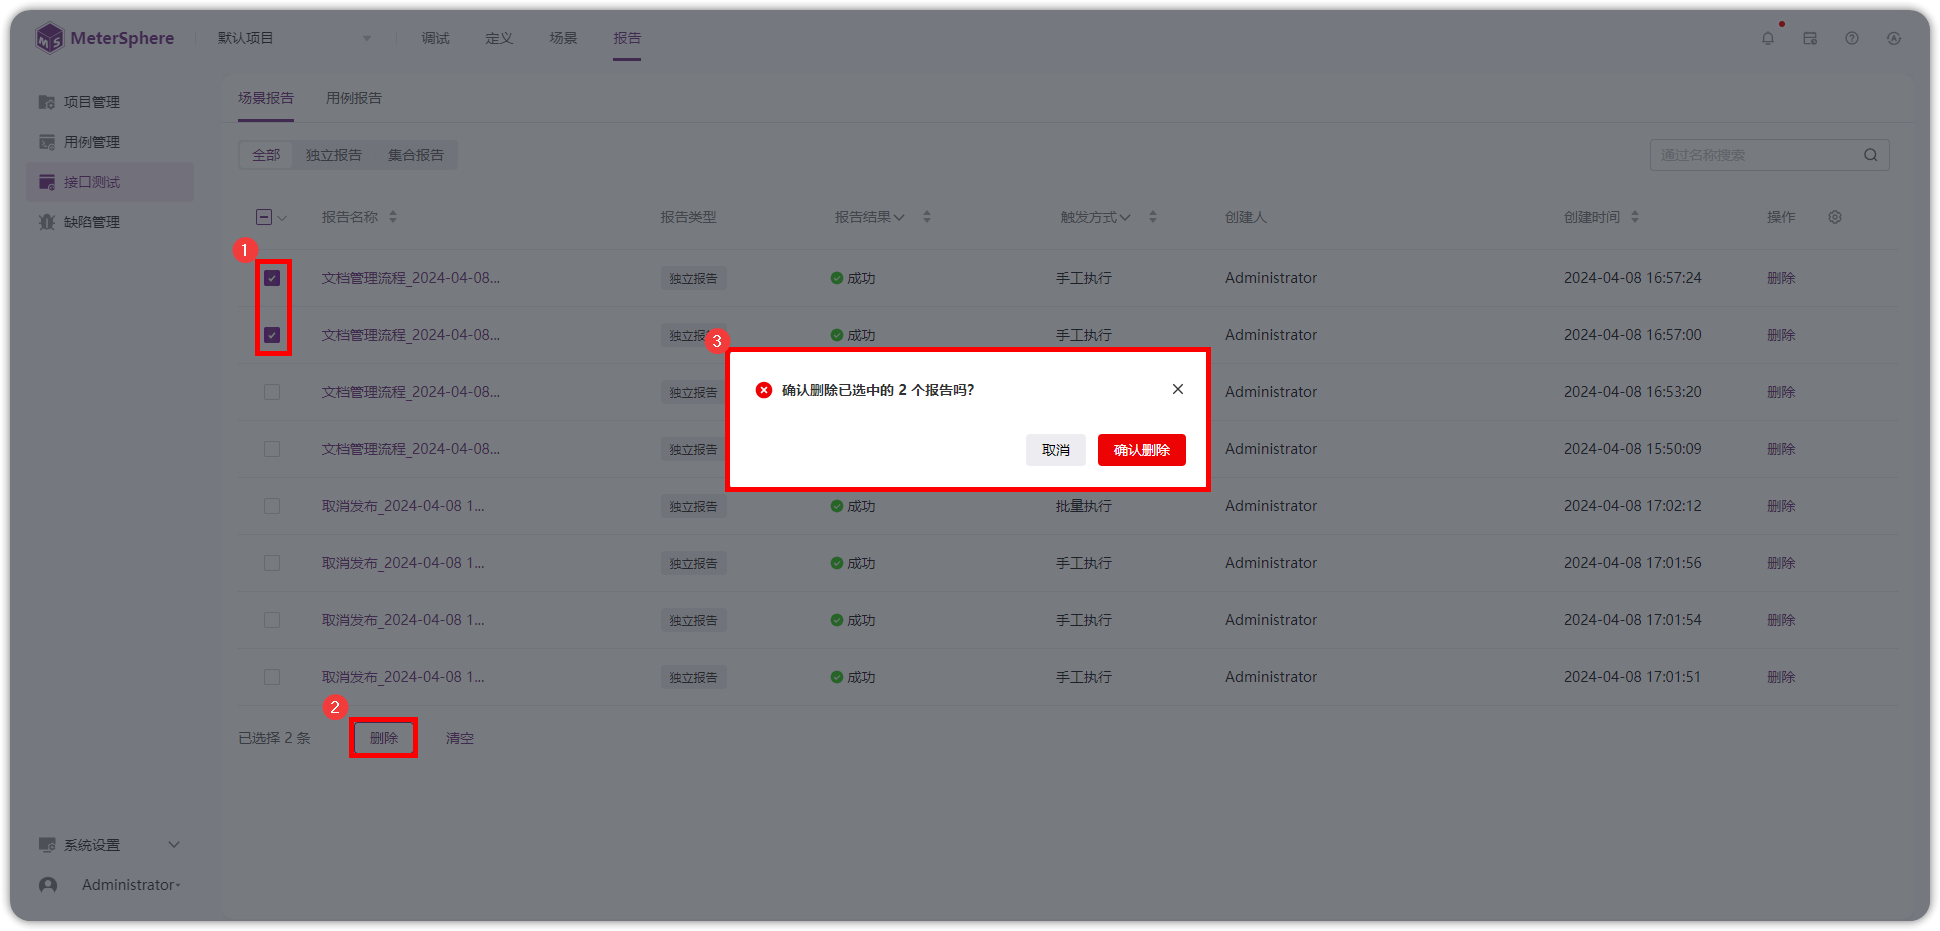 MeterSphere
默认项目
调试
定义
场景
报告
项目管理
用例管理
接口测试
缺陷管理
场景报告
用例报告
全部
独立报告
集合报告
通过名称搜索
报告名称
报告类型
报告结果
触发方式
创建人
创建时间
操作
1
文档管理流程_2024-04-08...
独立报告
成功
手工执行
Administrator
2024-04-08 16:57:24
删除
文档管理流程_2024-04-08...
独立报
成功
手工执行
Administrator
2024-04-08 16:57:00
删除
3
文档管理流程_2024-04-08...
独立报告
Administrator
2024-04-08 16:53:20
删除
确认删除已选中的 2 个报告吗?
取消
确认删除
文档管理流程_2024-04-08...
独立报告
Administrator
2024-04-08 15:50:09
删除
取消发布_2024-04-08 1...
独立报告
成功
批量执行
Administrator
2024-04-08 17:02:12
删除
取消发布_2024-04-08 1...
独立报告
成功
手工执行
Administrator
2024-04-08 17:01:56
删除
取消发布_2024-04-08 1...
独立报告
成功
手工执行
Administrator
2024-04-08 17:01:54
删除
取消发布_2024-04-08 1...
独立报告
成功
手工执行
Administrator
2024-04-08 17:01:51
删除
2
已选择 2 条
删除
清空
系统设置
Administrator